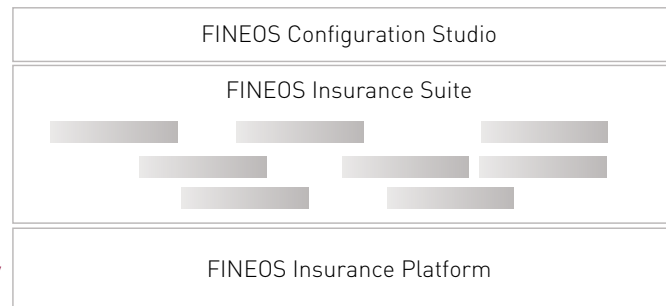 FINEOS Configuration Studio
FINEOS Insurance Suite
FINEOS Insurance Platform